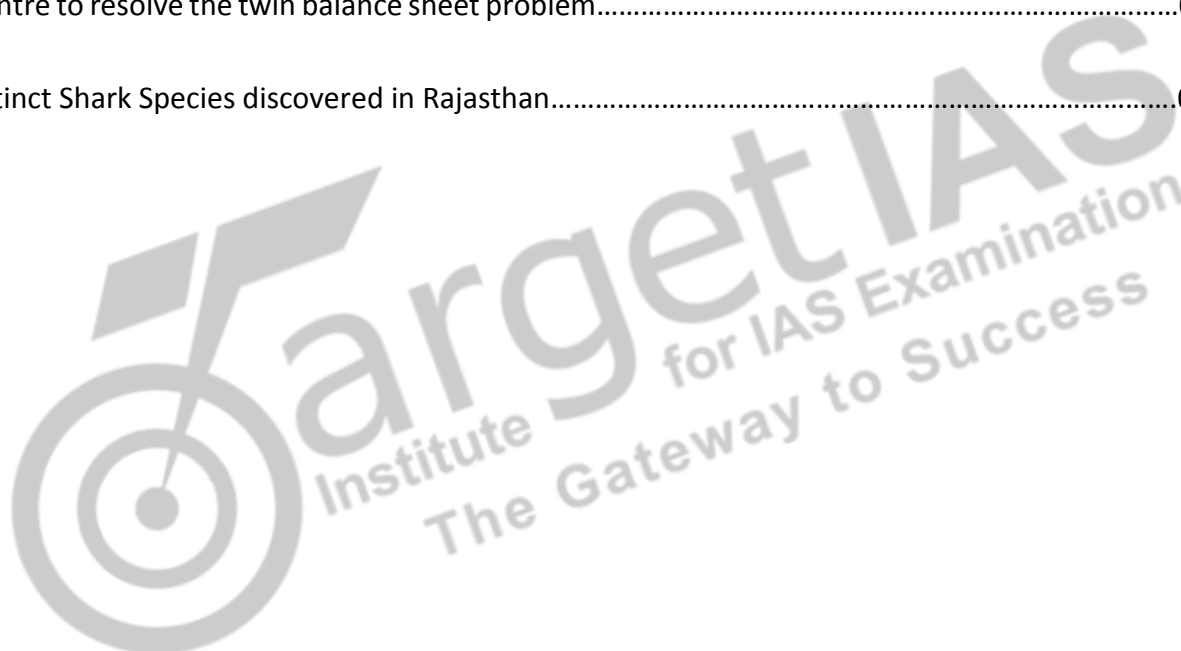 ntre to resolve the twin balance sheet problem……………………………………………………………………
tinct Shark Species discovered in Rajasthan…………………………………………………………………………
Target IAS
Institute for IAS Examination
The Gateway to Success